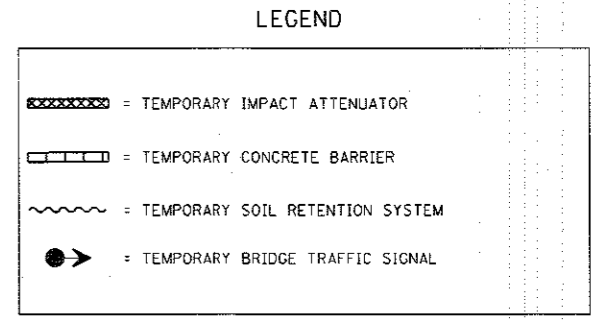 LEGEND
= TEMPORARY IMPACT ATTENUATOR
= TEMPORARY CONCRETE BARRIER
= TEMPORARY SOIL RETENTION SYSTEM
= TEMPORARY BRIDGE TRAFFIC SIGNAL